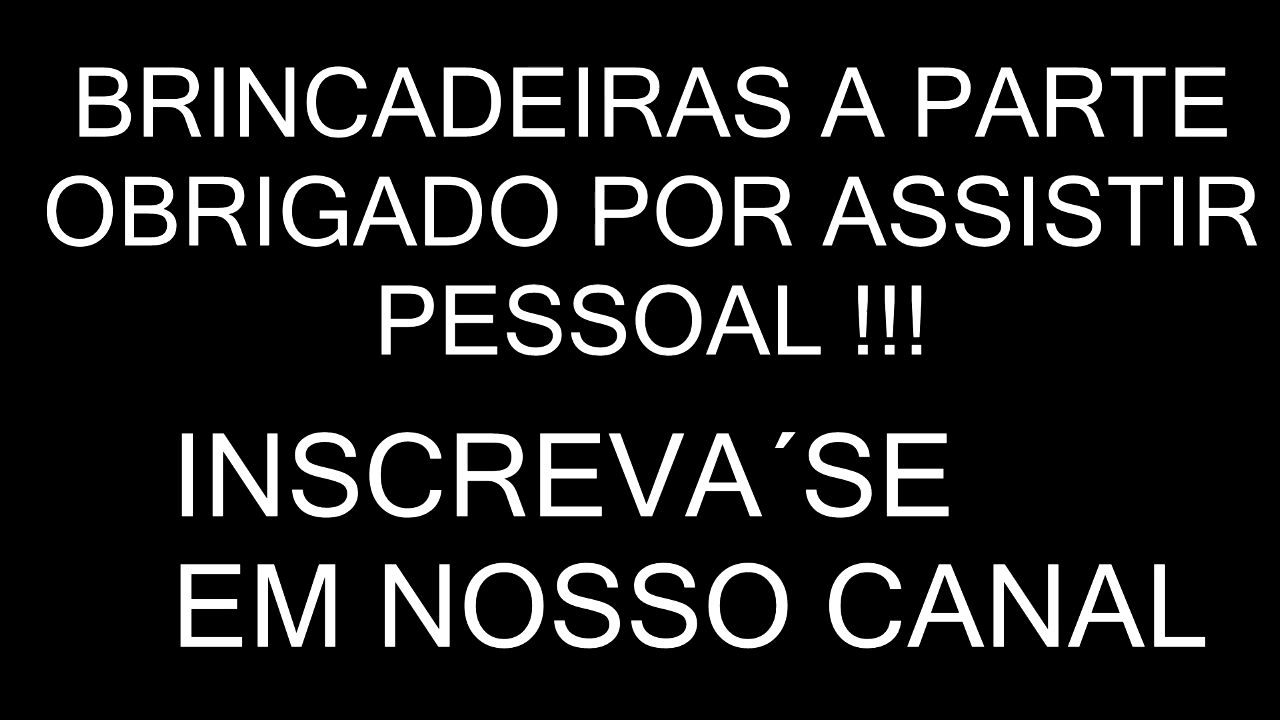 BRINCADEIRAS A PARTE
OBRIGADO POR ASSISTIR
PESSOAL !!!
INSCREVA´SE
EM NOSSO CANAL